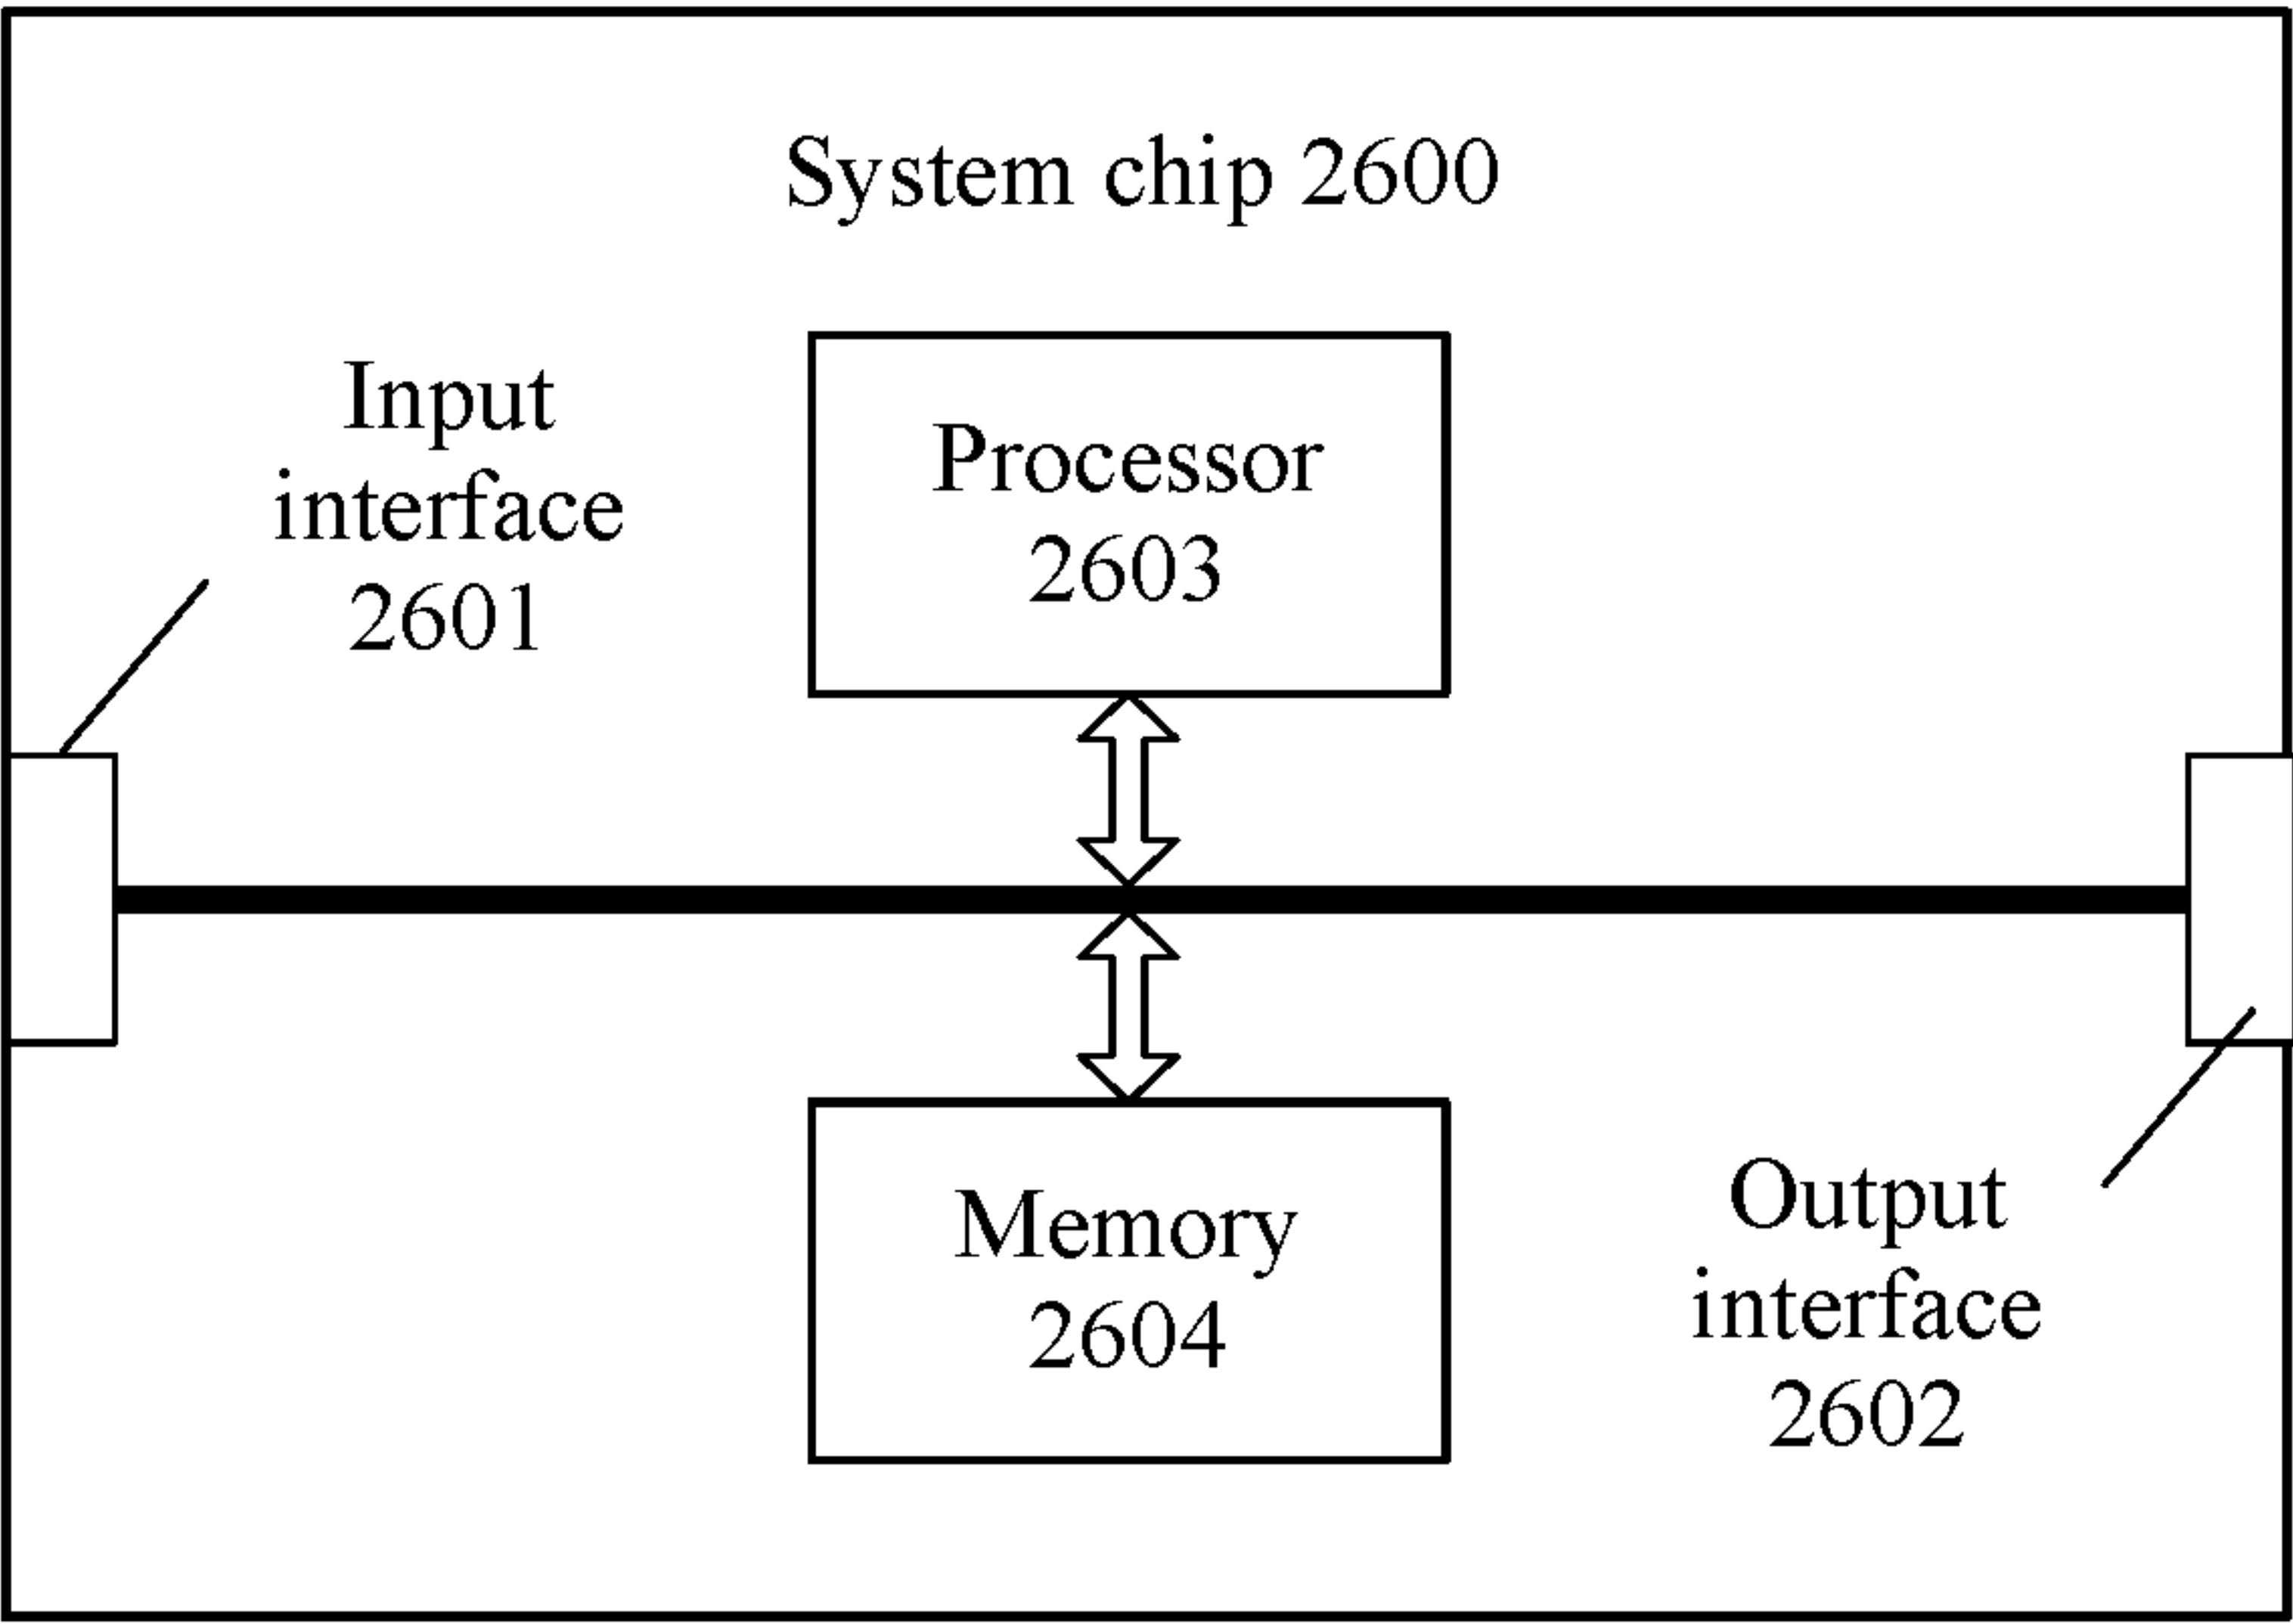 System chip 2600
Input
interface
2601
Processor
2603
Memory
2604
Output
interface
2602